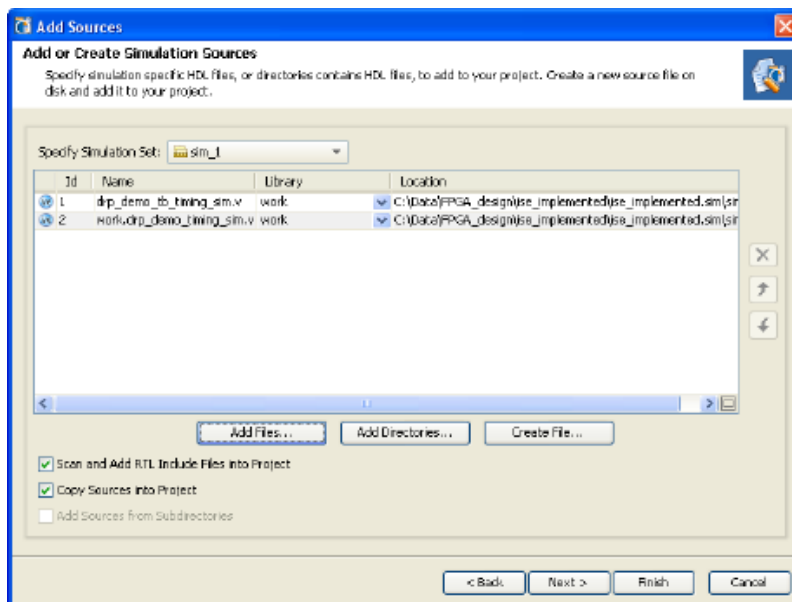 Add Sources
Add or Create Simulation Sources
Specify simulation specific HDL files, or directories contains HDL files, to add to your project. Create a new source file on
disk and add it to your project.
Specify Simulation Set: sim_1
Id Name Library Location
1 drp_demo_tb_timing_sim.v work C:\Data\FPGA_design\ise_implemented\ise_implemented.sim\sim
2 work.drp_demo_timing_sim.v work C:\Data\FPGA_design\ise_implemented\ise_implemented.sim\sim
Add Files... Add Directories... Create File...
Scan and Add RTL Include Files into Project
Copy Sources into Project
Add Sources from Subdirectories
< Back Next > Finish Cancel